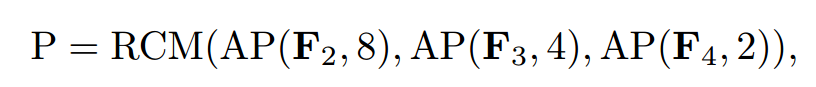 P = RCM(AP(F₂, 8), AP(F₃, 4), AP(F₄, 2)),